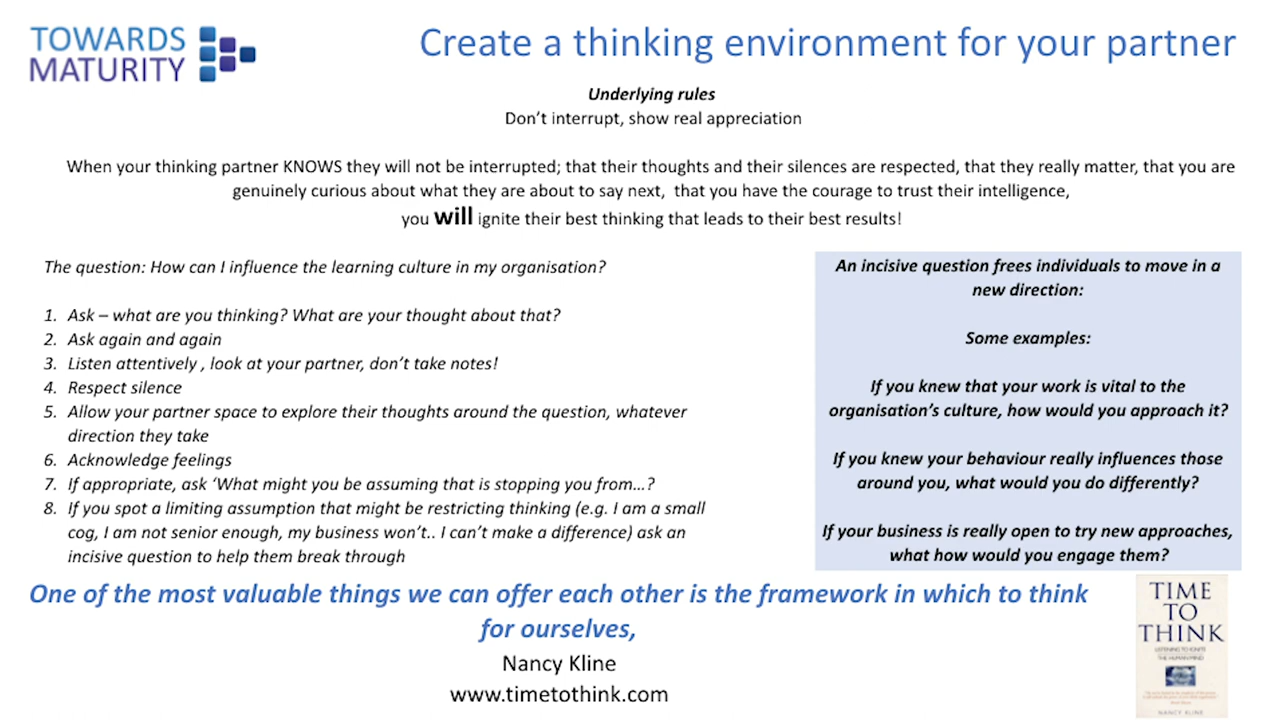 TOWARDS
MATURITY
Create a thinking environment for your partner
Underlying rules
Don't interrupt, show real appreciation
When your thinking partner KNOWS they will not be interrupted; that their thoughts and their silences are respected, that they really matter, that you are
genuinely curious about what they are about to say next, that you have the courage to trust their intelligence,
you will ignite their best thinking that leads to their best results!
The question: How can I influence the learning culture in my organisation?
1. Ask – what are you thinking? What are your thought about that?
2. Ask again and again
3. Listen attentively , look at your partner, don't take notes!
4. Respect silence
5. Allow your partner space to explore their thoughts around the question, whatever
direction they take
6. Acknowledge feelings
7. If appropriate, ask 'What might you be assuming that is stopping you from…?
8. If you spot a limiting assumption that might be restricting thinking (e.g. I am a small
cog, I am not senior enough, my business won't.. I can't make a difference) ask an
incisive question to help them break through
An incisive question frees individuals to move in a
new direction:
Some examples:
If you knew that your work is vital to the
organisation's culture, how would you approach it?
If you knew your behaviour really influences those
around you, what would you do differently?
If your business is really open to try new approaches,
what how would you engage them?
One of the most valuable things we can offer each other is the framework in which to think
for ourselves,
Nancy Kline
www.timetothink.com
TIME
TO
THINK
LISTENING TO IGNITE
THE HUMAN MIND
NANCY KLINE